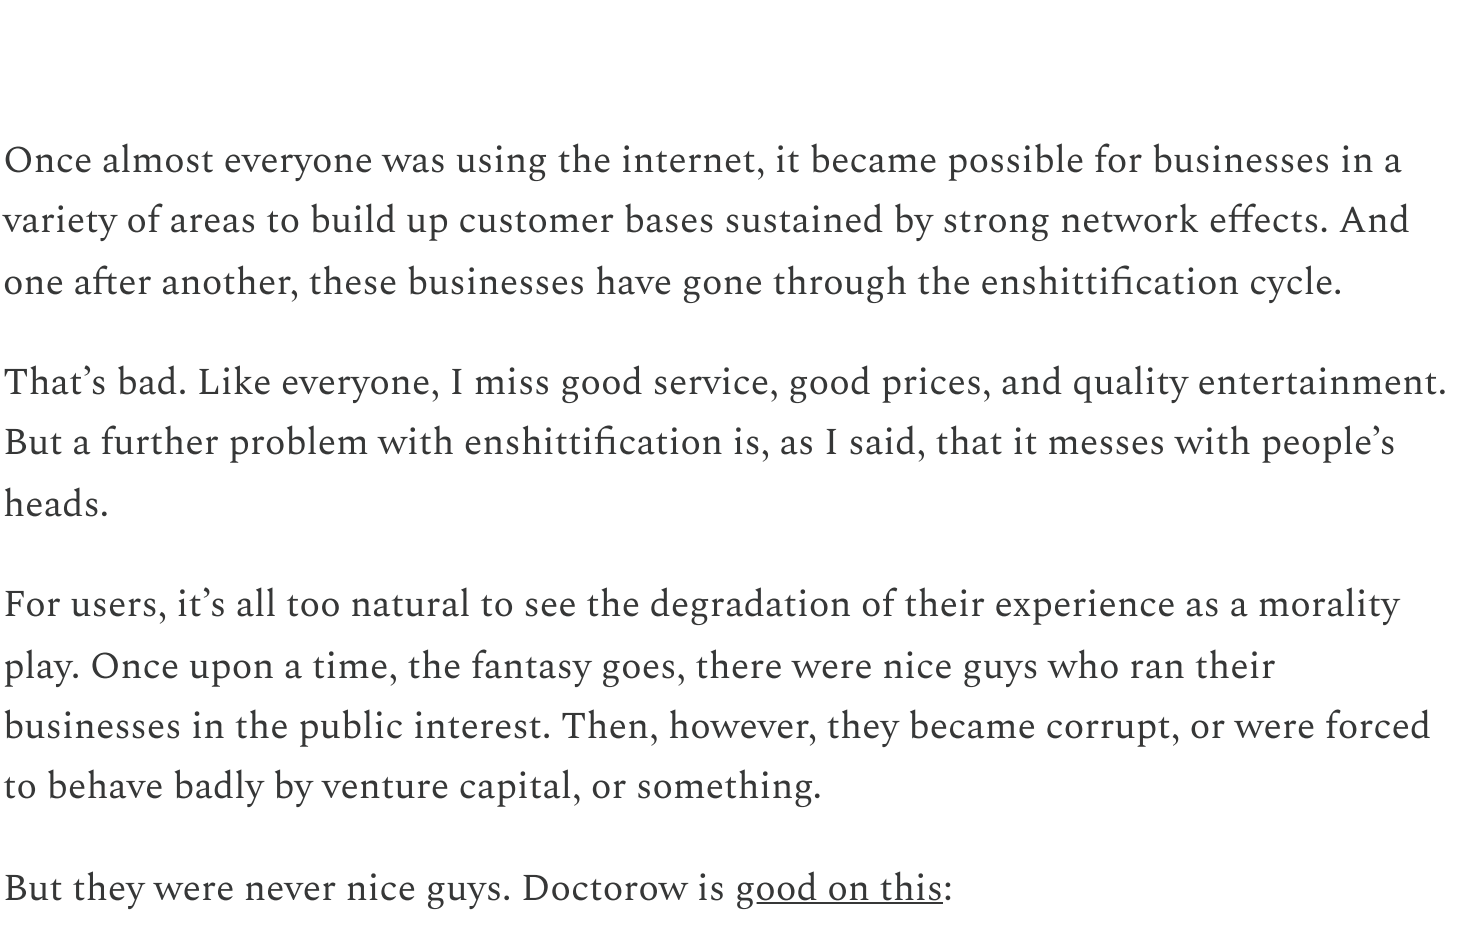 Once almost everyone was using the internet, it became possible for businesses in a
variety of areas to build up customer bases sustained by strong network effects. And
one after another, these businesses have gone through the enshittification cycle.
That’s bad. Like everyone, I miss good service, good prices, and quality entertainment.
But a further problem with enshittification is, as I said, that it messes with people’s
heads.
For users, it’s all too natural to see the degradation of their experience as a morality
play. Once upon a time, the fantasy goes, there were nice guys who ran their
businesses in the public interest. Then, however, they became corrupt, or were forced
to behave badly by venture capital, or something.
But they were never nice guys. Doctorow is good on this: